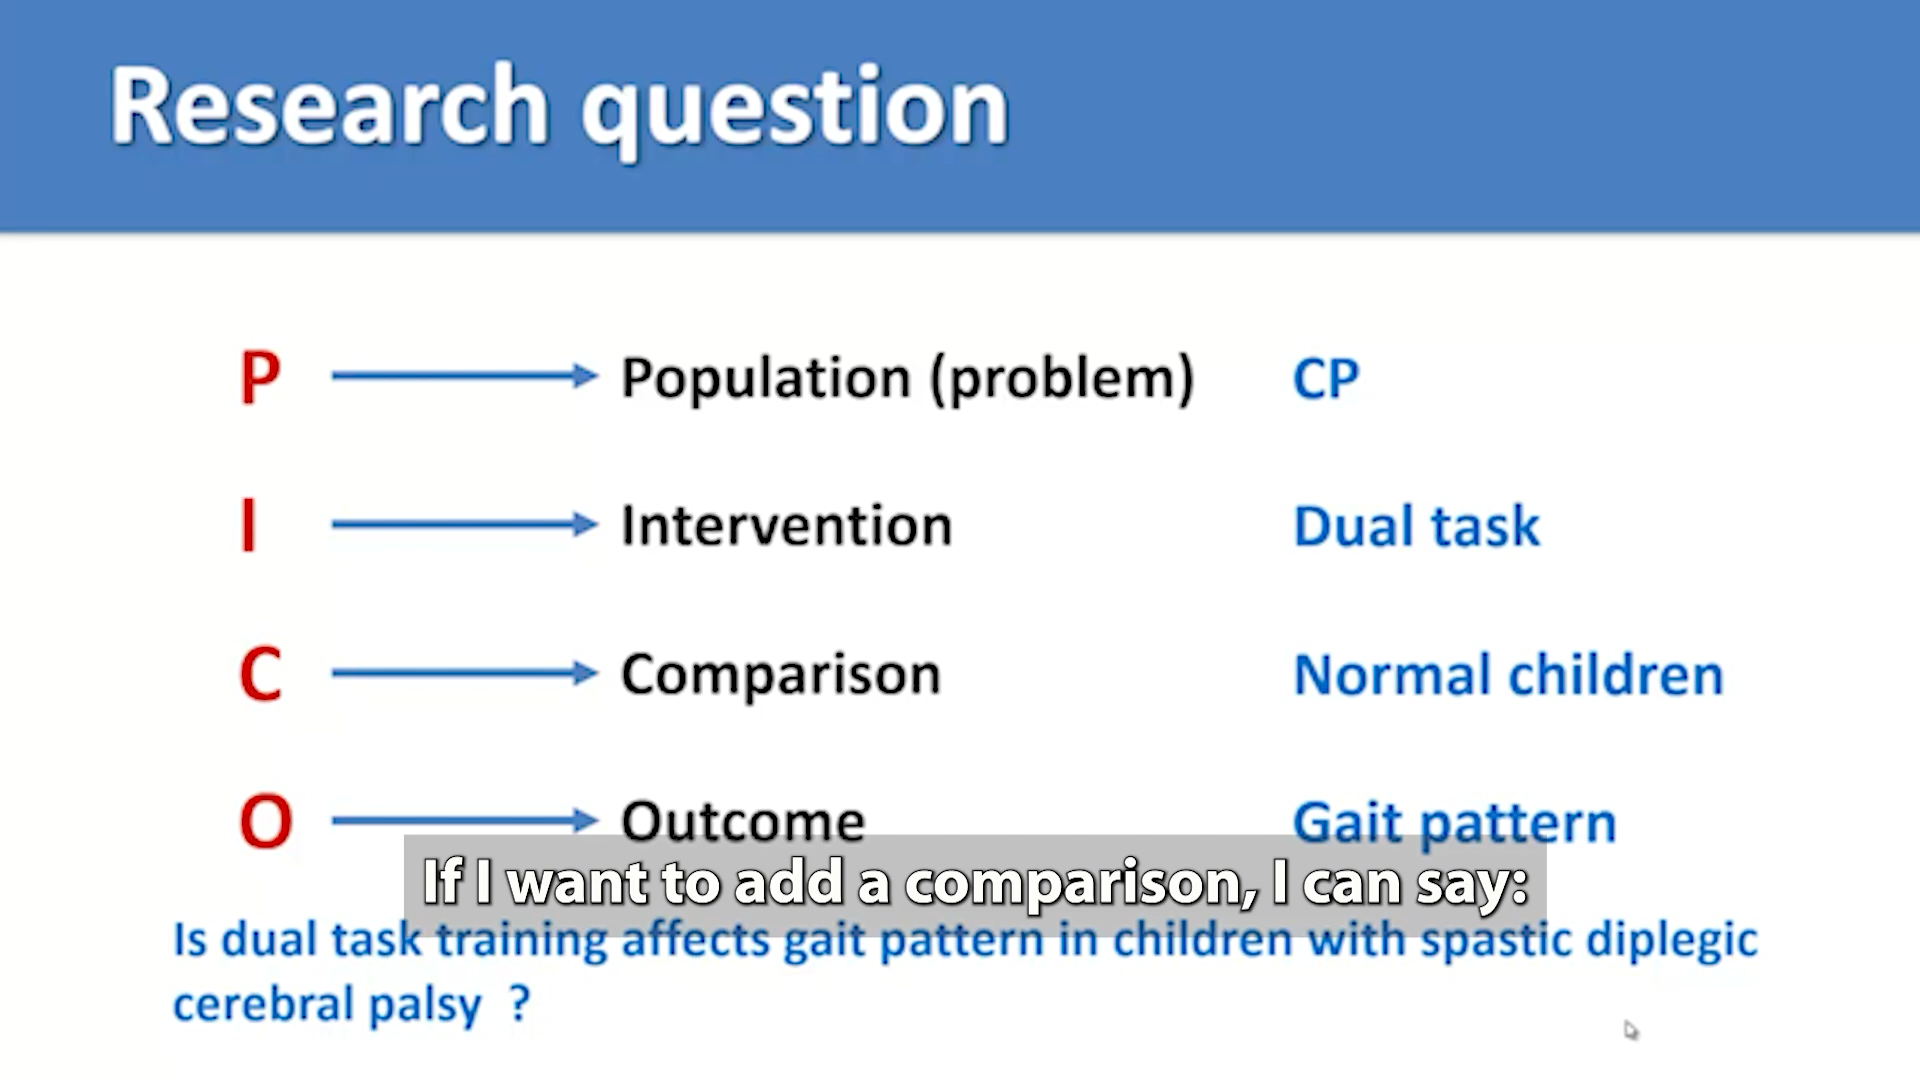 Research question
P Population (problem) CP
I Intervention Dual task
C Comparison Normal children
O Outcome Gait pattern
If I want to add a comparison, I can say:
Is dual task training affects gait pattern in children with spastic diplegic
cerebral palsy ?